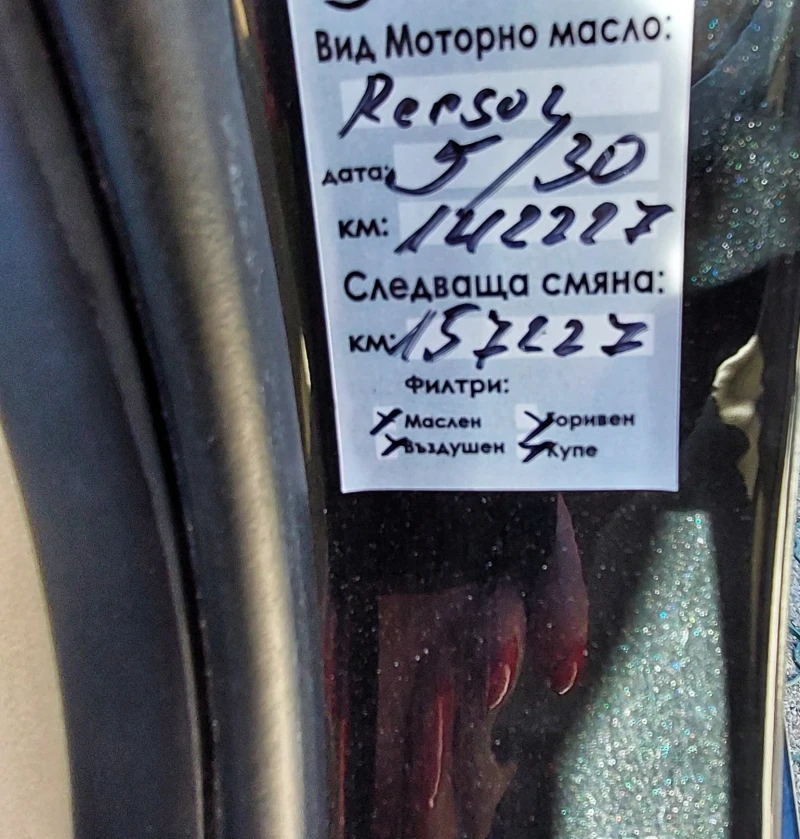 Вид Моторно масло:
Repsol
дата: 5/30
км: 142227
Следваща смяна:
км: 157227
Филтри:
Маслен Горивен
Въздушен Купе